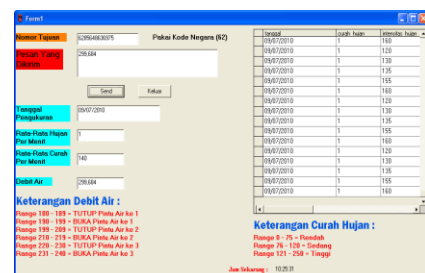 Form1
Nomor Tujuan
Pakai Kode Negara (62)
Pesan Yang Dikirim
299,684
Send
Keluar
Tanggal Pengukuran
09/07/2010
Rata-Rata Hujan Per Menit
1
Rata-Rata Curah Per Menit
140
Debit Air
299,684
Keterangan Debit Air :
Range 180 - 189 = TUTUP Pintu Air ke 1
Range 190 - 199 = BUKA Pintu Air ke 1
Range 199 - 209 = TUTUP Pintu Air ke 2
Range 210 - 219 = BUKA Pintu Air ke 2
Range 220 - 230 = TUTUP Pintu Air ke 3
Range 231 - 240 = BUKA Pintu Air ke 3
tanggal curah hujan intensitas hujan
09/07/2010 1 160
09/07/2010 1 120
09/07/2010 1 130
09/07/2010 1 135
09/07/2010 1 155
09/07/2010 1 160
09/07/2010 1 120
09/07/2010 1 130
09/07/2010 1 135
09/07/2010 1 155
09/07/2010 1 160
09/07/2010 1 120
09/07/2010 1 130
09/07/2010 1 135
09/07/2010 1 155
09/07/2010 1 160
Keterangan Curah Hujan :
Range 0 - 75 = Rendah
Range 76 - 120 = Sedang
Range 121 - 250 = Tinggi
Jam Sekarang : 10:25:31